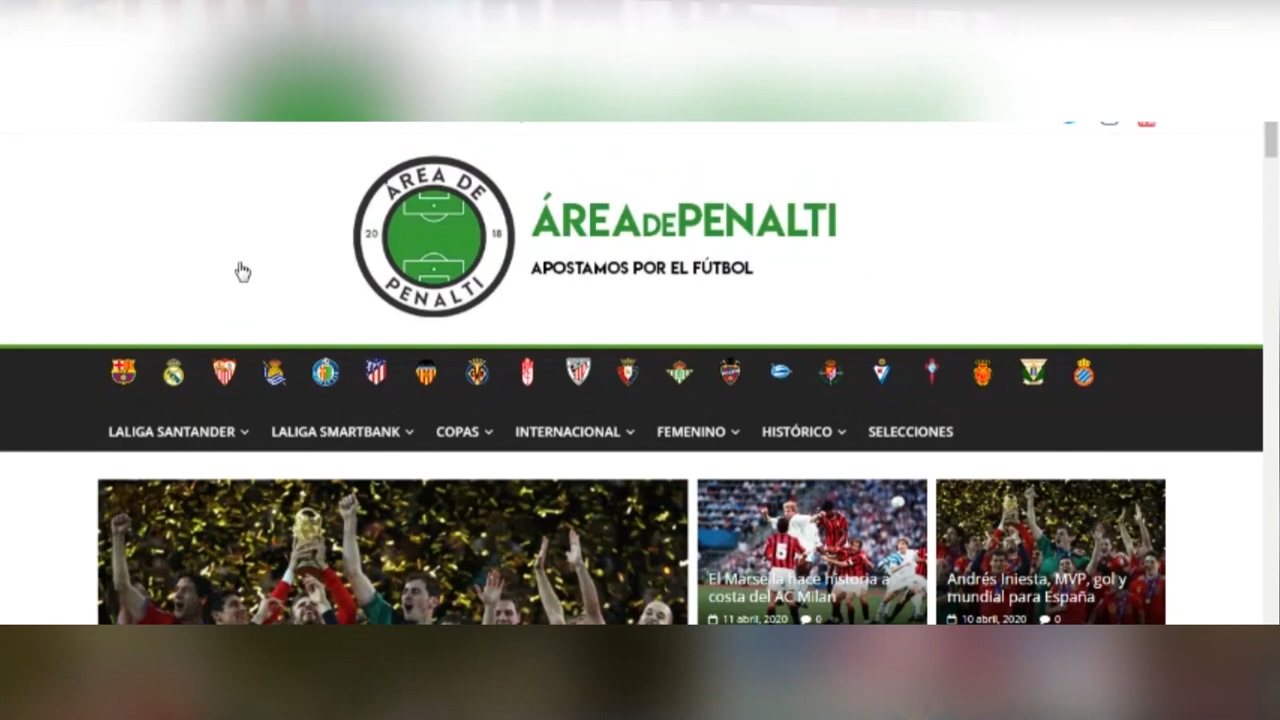 ÁREA DE
20 18
PENALTI
ÁREADEPENALTI
APOSTAMOS POR EL FÚTBOL
LALIGA SANTANDER LALIGA SMARTBANK COPAS INTERNACIONAL FEMENINO HISTÓRICO SELECCIONES
El Marsella hace historia a
costa del AC Milan
11 abril, 2020 0
Andrés Iniesta, MVP, gol y
mundial para España
10 abril, 2020 0